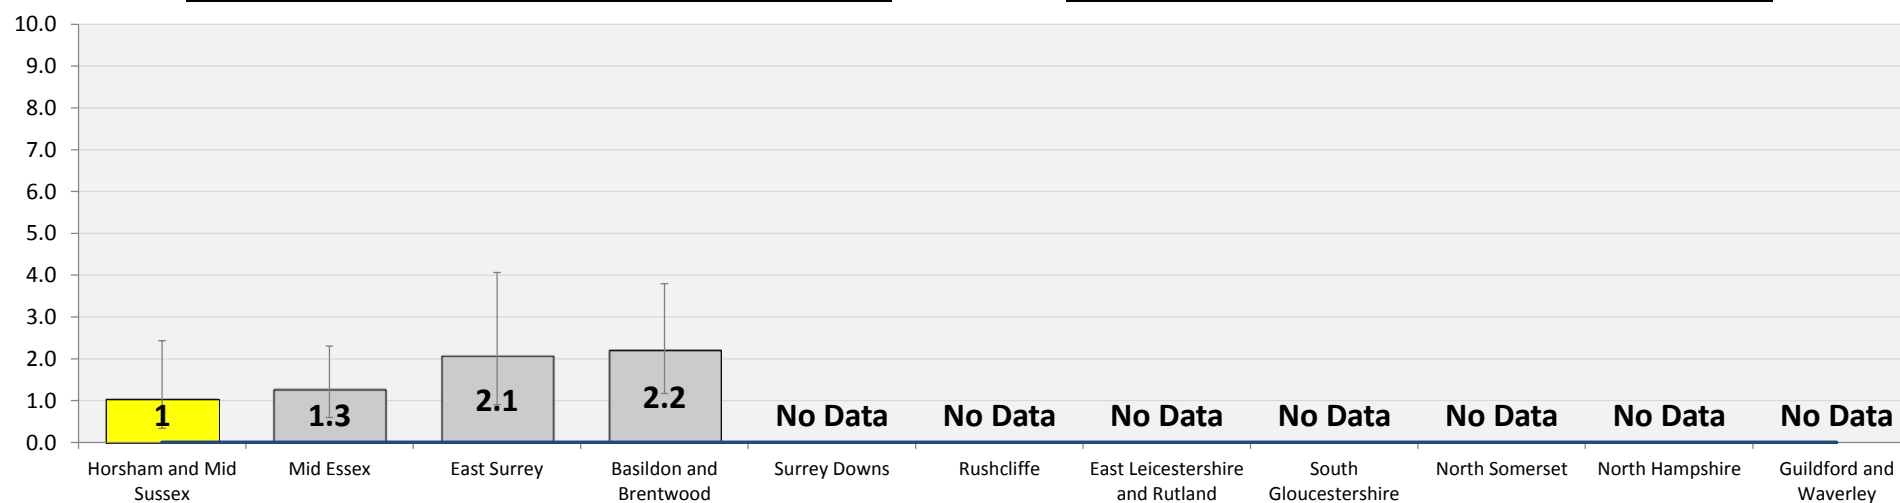 10.0
9.0
8.0
7.0
6.0
5.0
4.0
3.0
2.0
1.0
0.0
1
1.3
2.1
2.2
No Data
No Data
No Data
No Data
No Data
No Data
No Data
Horsham and Mid
Sussex
Mid Essex
East Surrey
Basildon and
Brentwood
Surrey Downs
Rushcliffe
East Leicestershire
and Rutland
South
Gloucestershire
North Somerset
North Hampshire
Guildford and
Waverley